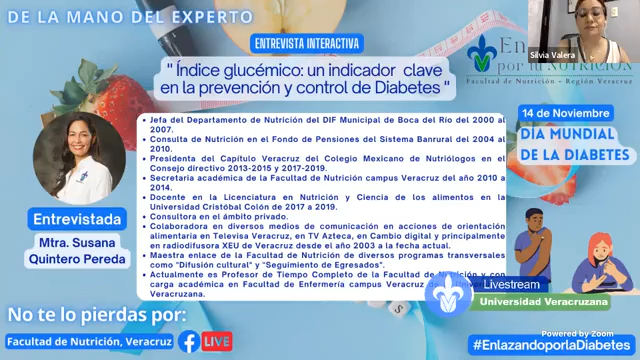 DE LA MANO DEL EXPERTO
ENTREVISTA INTERACTIVA
" Índice glucémico: un indicador clave
en la prevención y control de Diabetes "
En
por la NUTRICIÓN
Facultad de Nutrición - Región Veracruz
Silvia Valera
14 de Noviembre
DÍA MUNDIAL
DE LA DIABETES
• Jefa del Departamento de Nutrición del DIF Municipal de Boca del Río del 2000 al
2007.
• Consulta de Nutrición en el Fondo de Pensiones del Sistema Banrural del 2004 al
2010.
• Presidenta del Capítulo Veracruz del Colegio Mexicano de Nutriólogos en el
Consejo directivo 2013-2015 y 2017-2019.
• Secretaria académica de la Facultad de Nutrición campus Veracruz del año 2010 a
2014.
• Docente en la Licenciatura en Nutrición y Ciencia de los alimentos en la
Universidad Cristóbal Colón de 2017 a 2019.
• Consultora en el ámbito privado.
• Colaboradora en diversos medios de comunicación en acciones de orientación
alimentaria en Televisa Veracruz, en TV Azteca, en Cambio digital y principalmente
en radiodifusora XEU de Veracruz desde el año 2003 a la fecha actual.
• Maestra enlace de la Facultad de Nutrición de diversos programas transversales
como "Difusión cultural" y "Seguimiento de Egresados".
• Actualmente es Profesor de Tiempo Completo de la Facultad de Nutrición y con
carga académica en Facultad de Enfermería campus Veracruz
Veracruzana.
Entrevistada
Mtra. Susana
Quintero Pereda
Livestream
Universidad Veracruzana
No te lo pierdas por:
Facultad de Nutrición, Veracruz
LIVE
Powered by Zoom
#EnlazandoporlaDiabetes